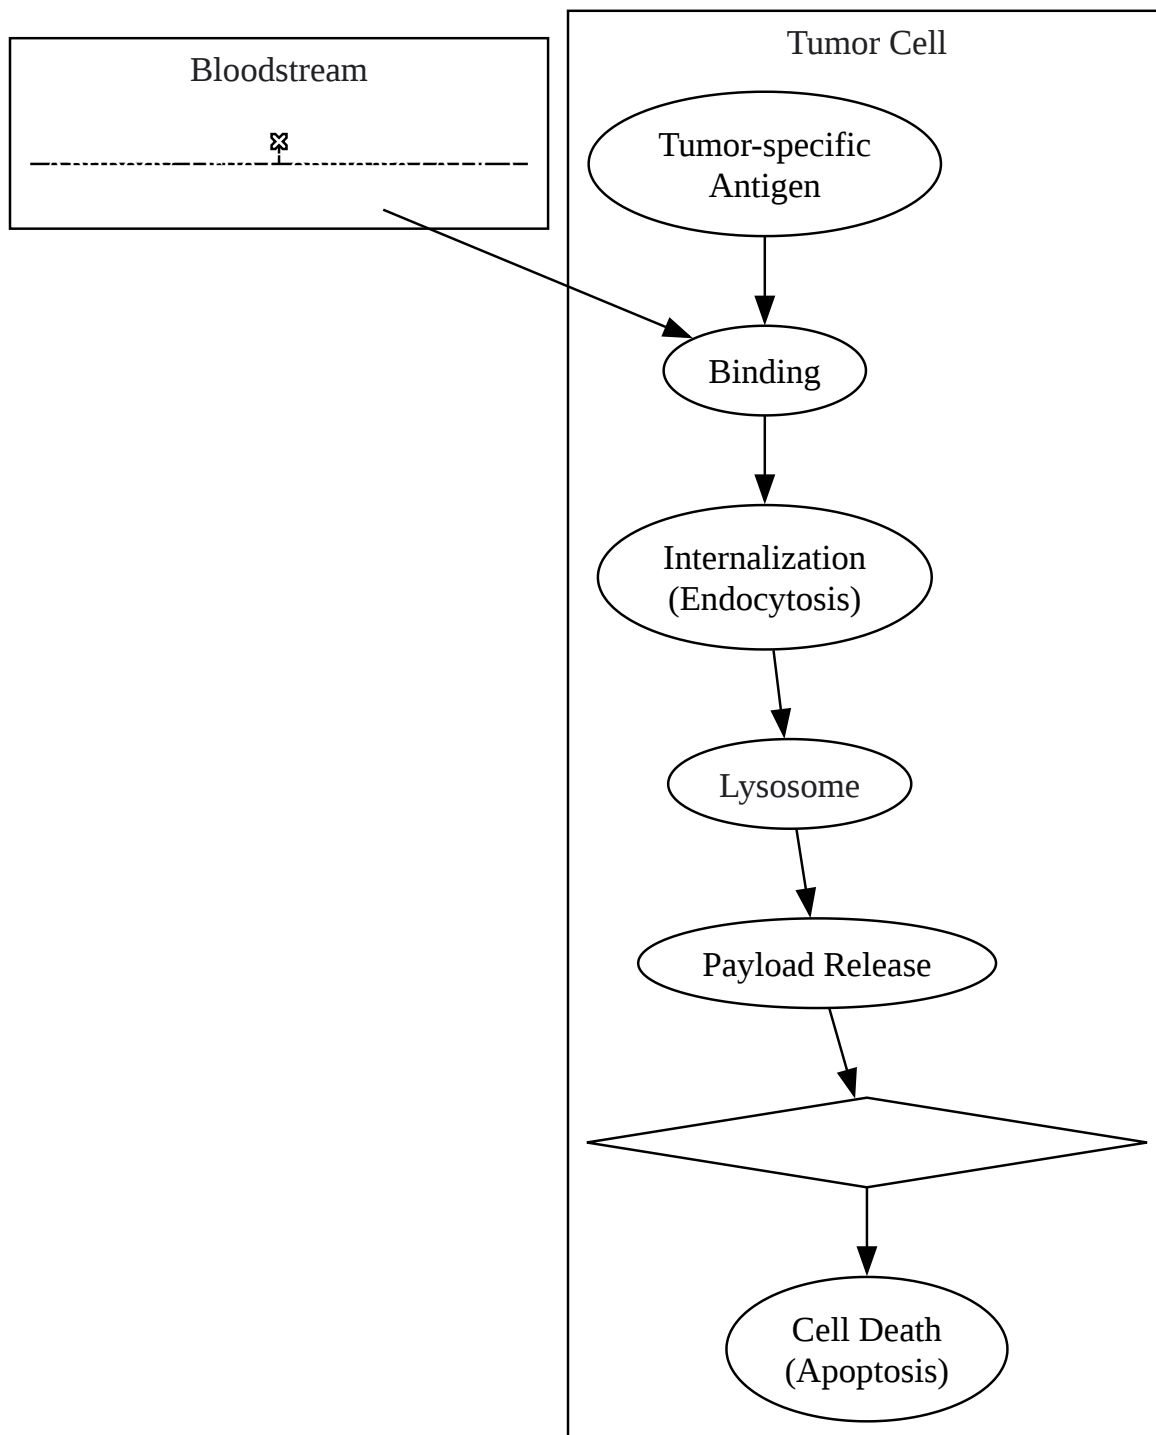 Bloodstream
Tumor Cell
Tumor-specific
Antigen
Binding
Internalization
(Endocytosis)
Lysosome
Payload Release
Cell Death
(Apoptosis)